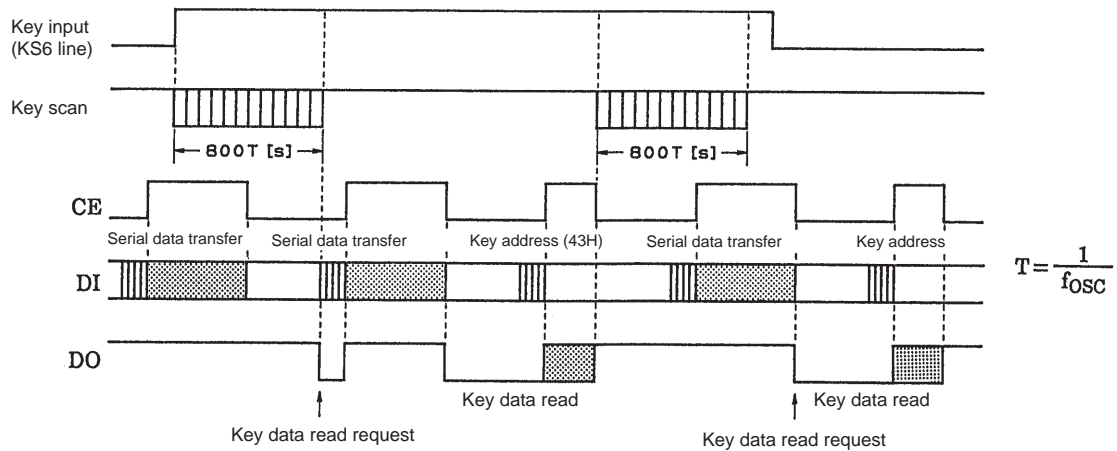 Key input
(KS6 line)
Key scan
800T [s]
800T [s]
CE
Serial data transfer
Serial data transfer
Key address (43H)
Serial data transfer
Key address
DI
T = 1/fOSC
DO
Key data read
Key data read
Key data read request
Key data read request